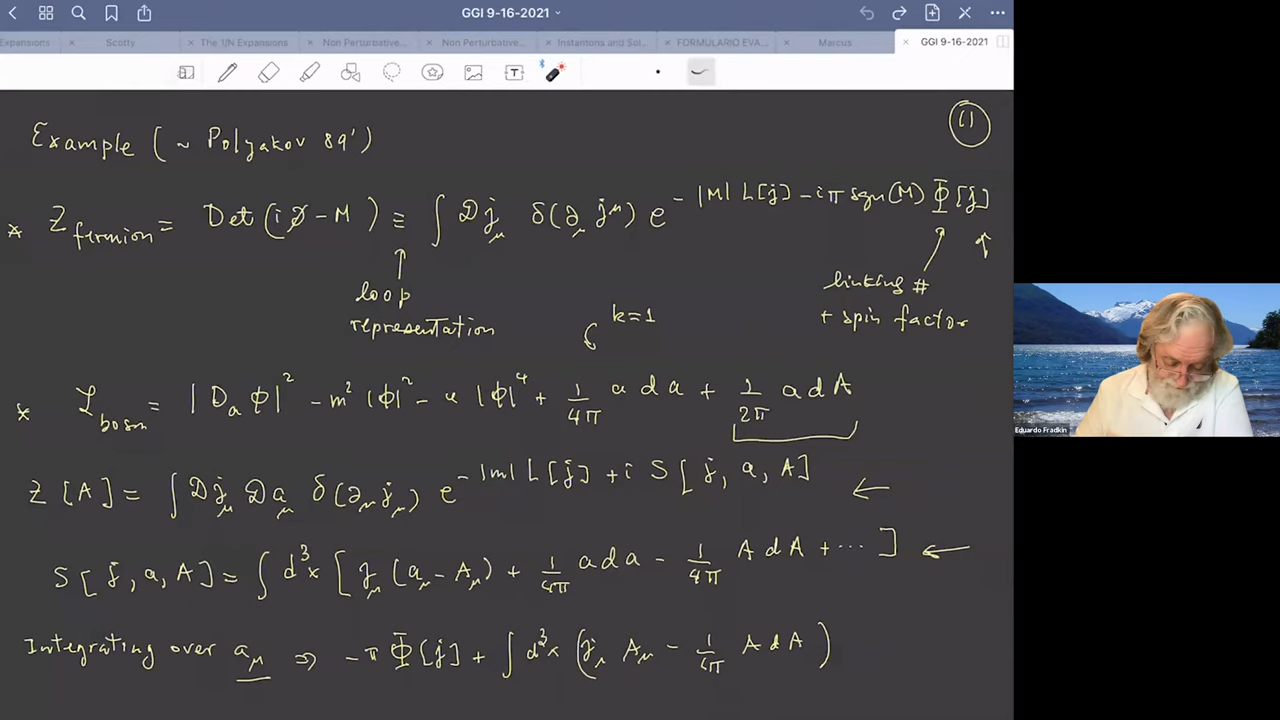 GGI 9-16-2021
Expansions
Scotty
The 1/N Expansions
Non Perturbative...
Non Perturbative...
Instantons and Sol...
FORMULARIO EVA...
Marcus
GGI 9-16-2021
Example (~ Polyakov 89')
11
* Z_fermion = Det(i∂̸ - M) ≡ ∫ Dj_μ δ(∂_μ j^μ) e^{-|M| L[j] - iπ sgn(M) Φ[j]}
loop representation
linking # + spin factor
k=1
* ℒ_boson = |D_a φ|² - m² |φ|² - u |φ|⁴ + 1/4π a d a + 1/2π a d A
Z[A] = ∫ Dj_μ Da_μ δ(∂_μ j_μ) e^{-|m| L[j] + i S[j, a, A]} ←
S[j, a, A] = ∫ d³x [j_μ (a_μ - A_μ) + 1/4π a d a - 1/4π A d A + ...] ←
Integrating over a_μ ⇒ -π Φ[j] + ∫ d³x (j_μ A_μ - 1/4π A d A)
Eduardo Fradkin